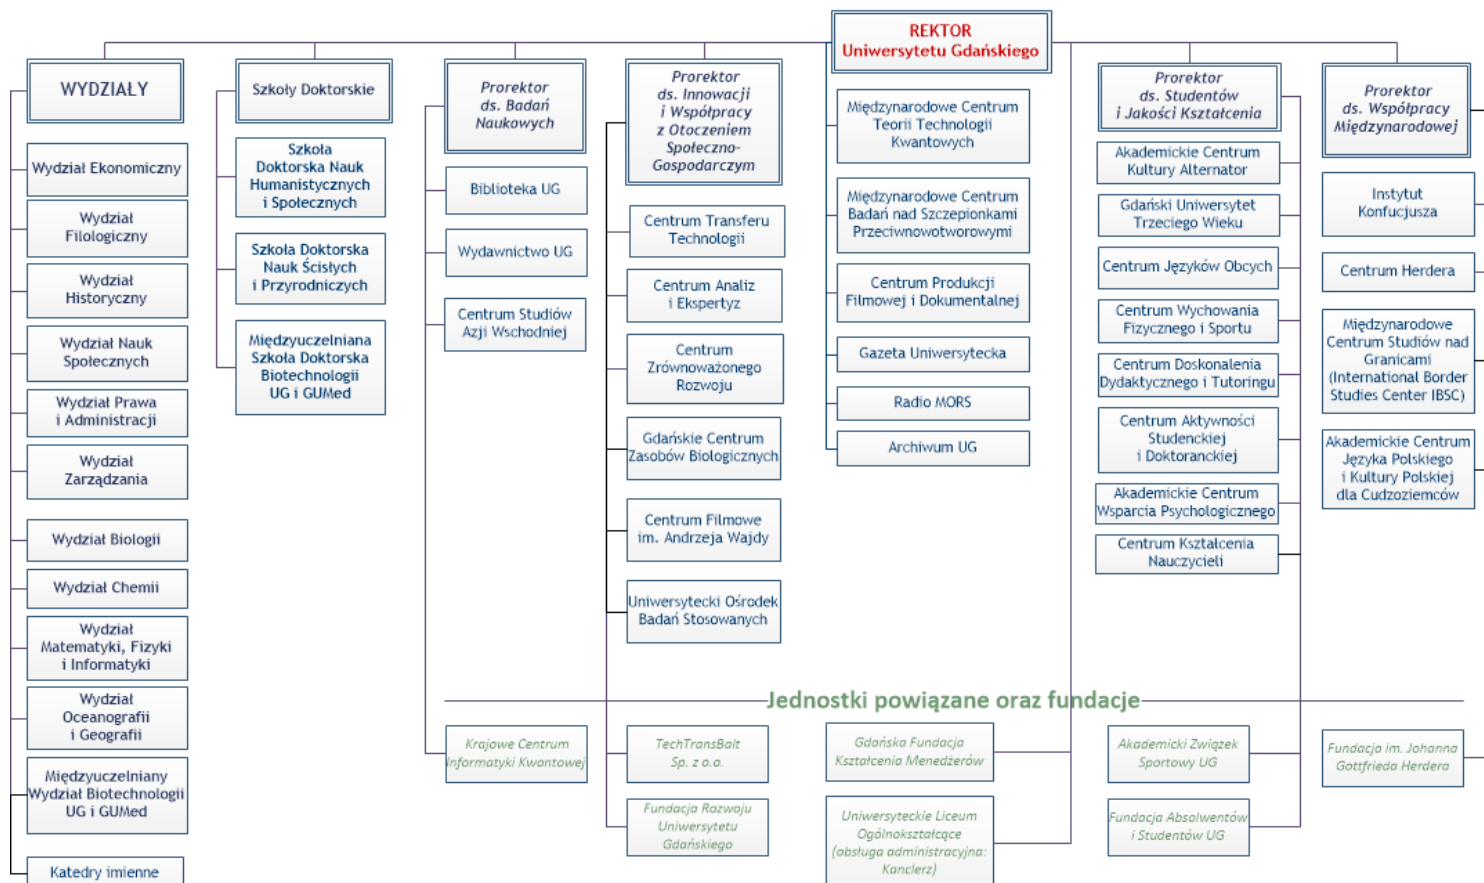 REKTOR
Uniwersytetu Gdańskiego
WYDZIAŁY
Wydział Ekonomiczny
Wydział
Filologiczny
Wydział
Historyczny
Wydział Nauk
Społecznych
Wydział Prawa
i Administracji
Wydział
Zarządzania
Wydział Biologii
Wydział Chemii
Wydział
Matematyki, Fizyki
i Informatyki
Wydział
Oceanografii
i Geografii
Międzyuczelniany
Wydział Biotechnologii
UG i GUMed
Katedry imienne
Szkoły Doktorskie
Szkoła
Doktorska Nauk
Humanistycznych
i Społecznych
Szkoła Doktorska
Nauk Ścisłych
i Przyrodniczych
Międzyuczelniana
Szkoła Doktorska
Biotechnologii
UG i GUMed
Prorektor
ds. Badań
Naukowych
Biblioteka UG
Wydawnictwo UG
Centrum Studiów
Azji Wschodniej
Prorektor
ds. Innowacji
i Współpracy
z Otoczeniem
Społeczno-
Gospodarczym
Centrum Transferu
Technologii
Centrum Analiz
i Ekspertyz
Centrum
Zrównoważonego
Rozwoju
Gdańskie Centrum
Zasobów Biologicznych
Centrum Filmowe
im. Andrzeja Wajdy
Uniwersytecki Ośrodek
Badań Stosowanych
Międzynarodowe Centrum
Teorii Technologii
Kwantowych
Międzynarodowe Centrum
Badań nad Szczepionkami
Przeciwnowotworowymi
Centrum Produkcji
Filmowej i Dokumentalnej
Gazeta Uniwersytecka
Radio MORS
Archiwum UG
Prorektor
ds. Studentów
i Jakości Kształcenia
Akademickie Centrum
Kultury Alternator
Gdański Uniwersytet
Trzeciego Wieku
Centrum Języków Obcych
Centrum Wychowania
Fizycznego i Sportu
Centrum Doskonalenia
Dydaktycznego i Tutoringu
Centrum Aktywności
Studenckiej
i Doktoranckiej
Akademickie Centrum
Wsparcia Psychologicznego
Centrum Kształcenia
Nauczycieli
Prorektor
ds. Współpracy
Międzynarodowej
Instytut
Konfucjusza
Centrum Herdera
Międzynarodowe
Centrum Studiów nad
Granicami
(International Border
Studies Center IBSC)
Akademickie Centrum
Języka Polskiego
i Kultury Polskiej
dla Cudzoziemców
Jednostki powiązane oraz fundacje
Krajowe Centrum
Informatyki Kwantowej
TechTransBalt
Sp. z o.o.
Fundacja Rozwoju
Uniwersytetu
Gdańskiego
Gdańska Fundacja
Kształcenia Menedżerów
Uniwersyteckie Liceum
Ogólnokształcące
(obsługa administracyjna:
Kanclerz)
Akademicki Związek
Sportowy UG
Fundacja Absolwentów
i Studentów UG
Fundacja im. Johanna
Gottfrieda Herdera